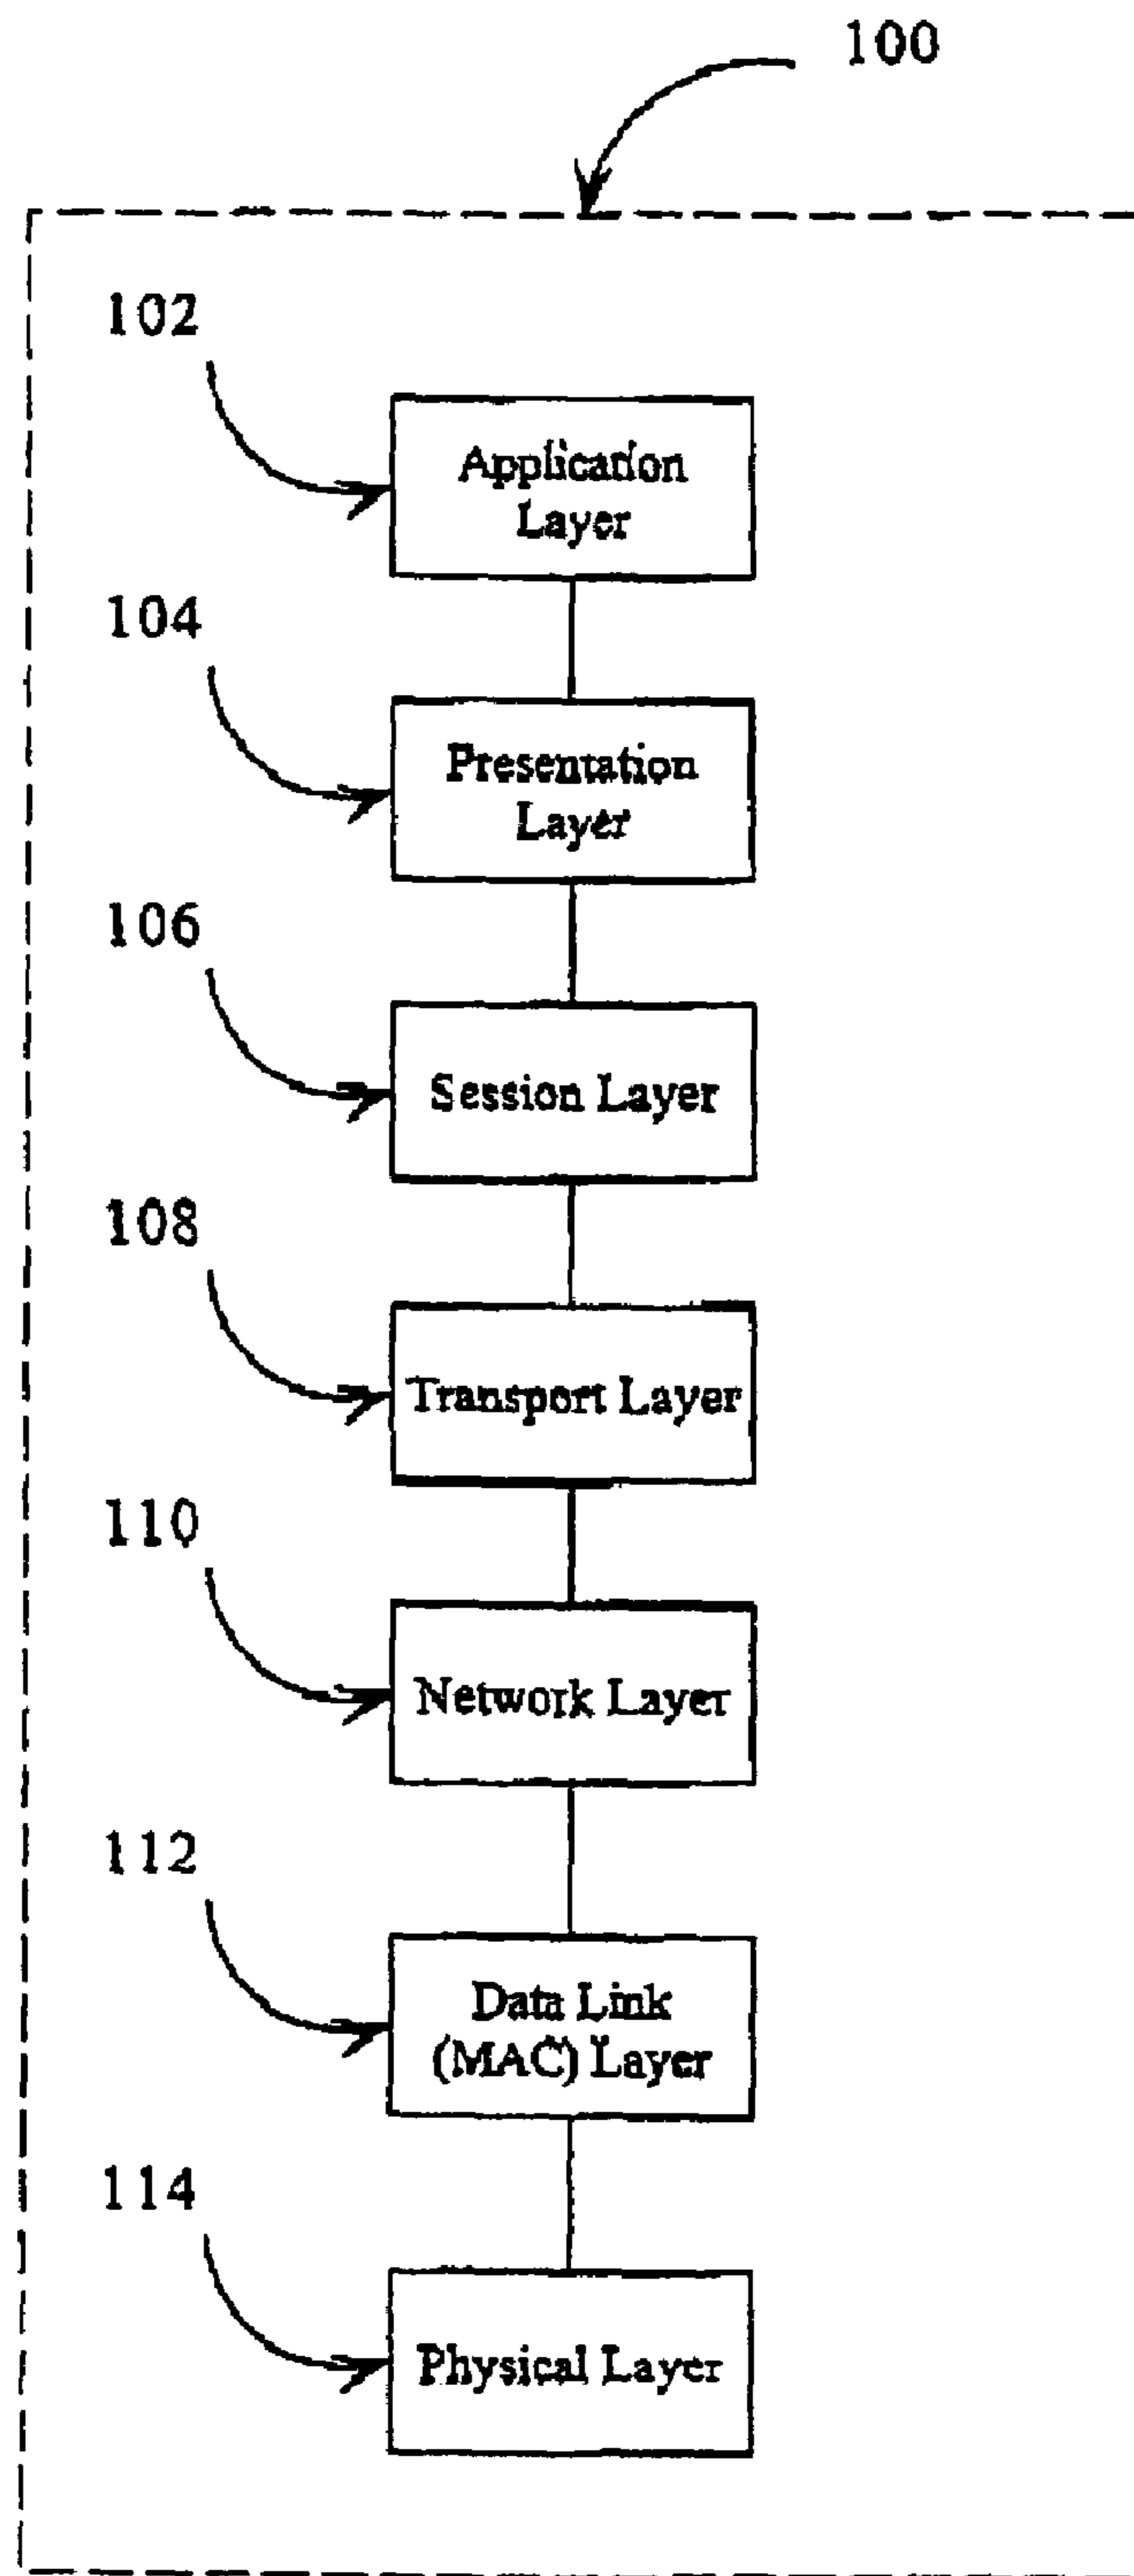 100
102
Application
Layer
104
Presentation
Layer
106
Session Layer
108
Transport Layer
110
Network Layer
112
Data Link
(MAC) Layer
114
Physical Layer